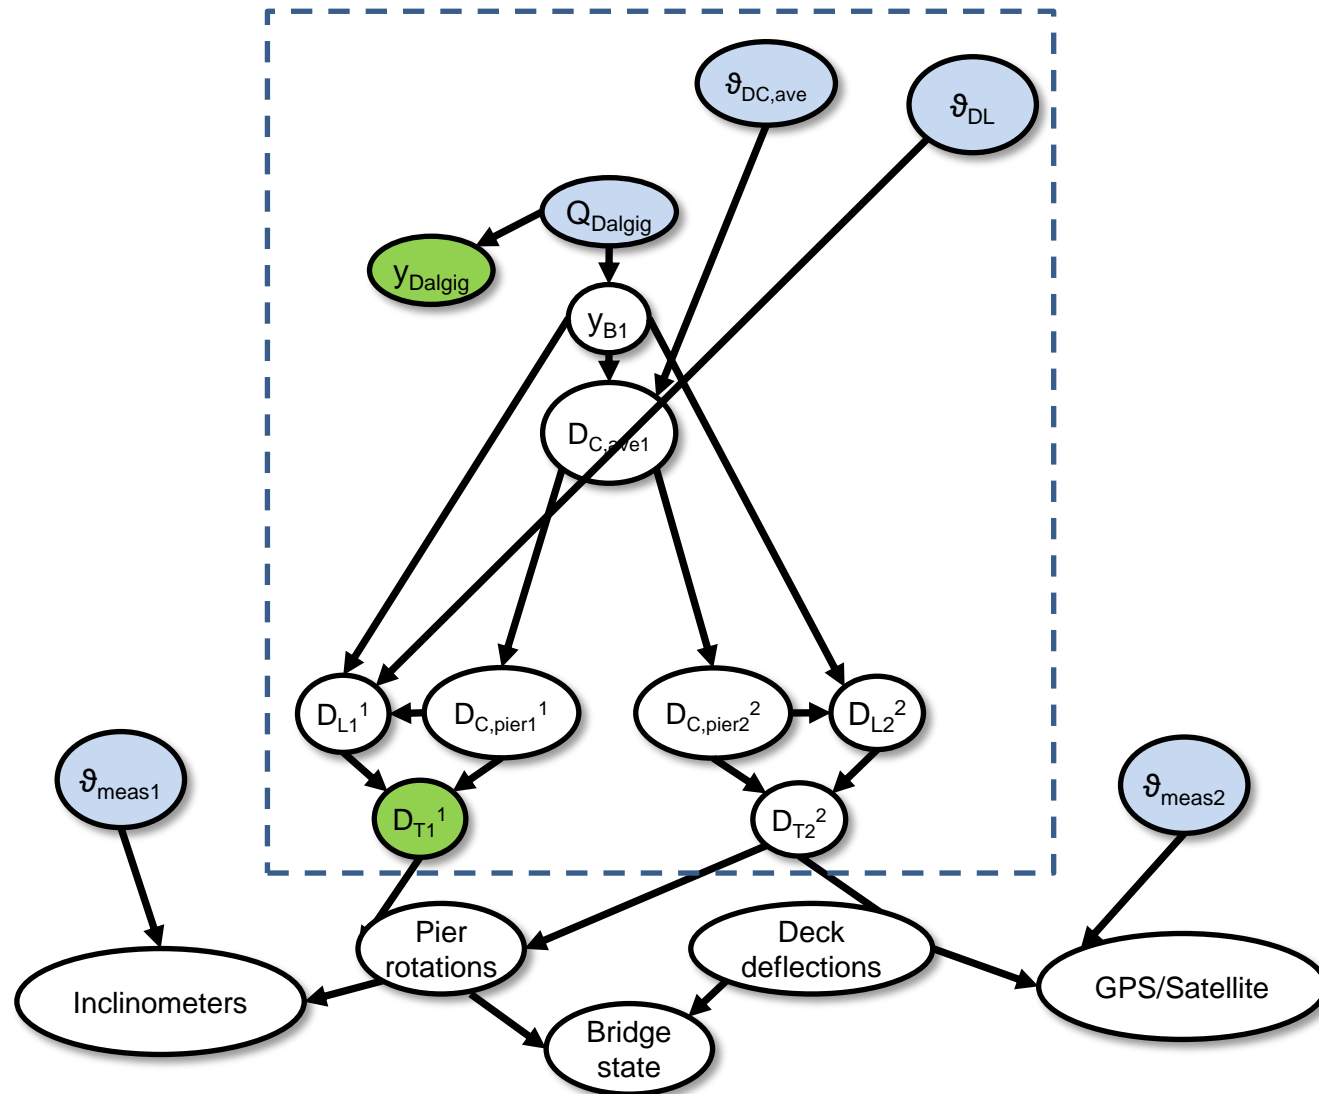 ϑDC,ave
ϑDL
QDalgig
yDalgig
yB1
DC,ave1
DL1¹
DC,pier1¹
DC,pier2²
DL2²
ϑmeas1
ϑmeas2
DT1¹
DT2²
Pier
rotations
Deck
deflections
Inclinometers
GPS/Satellite
Bridge
state